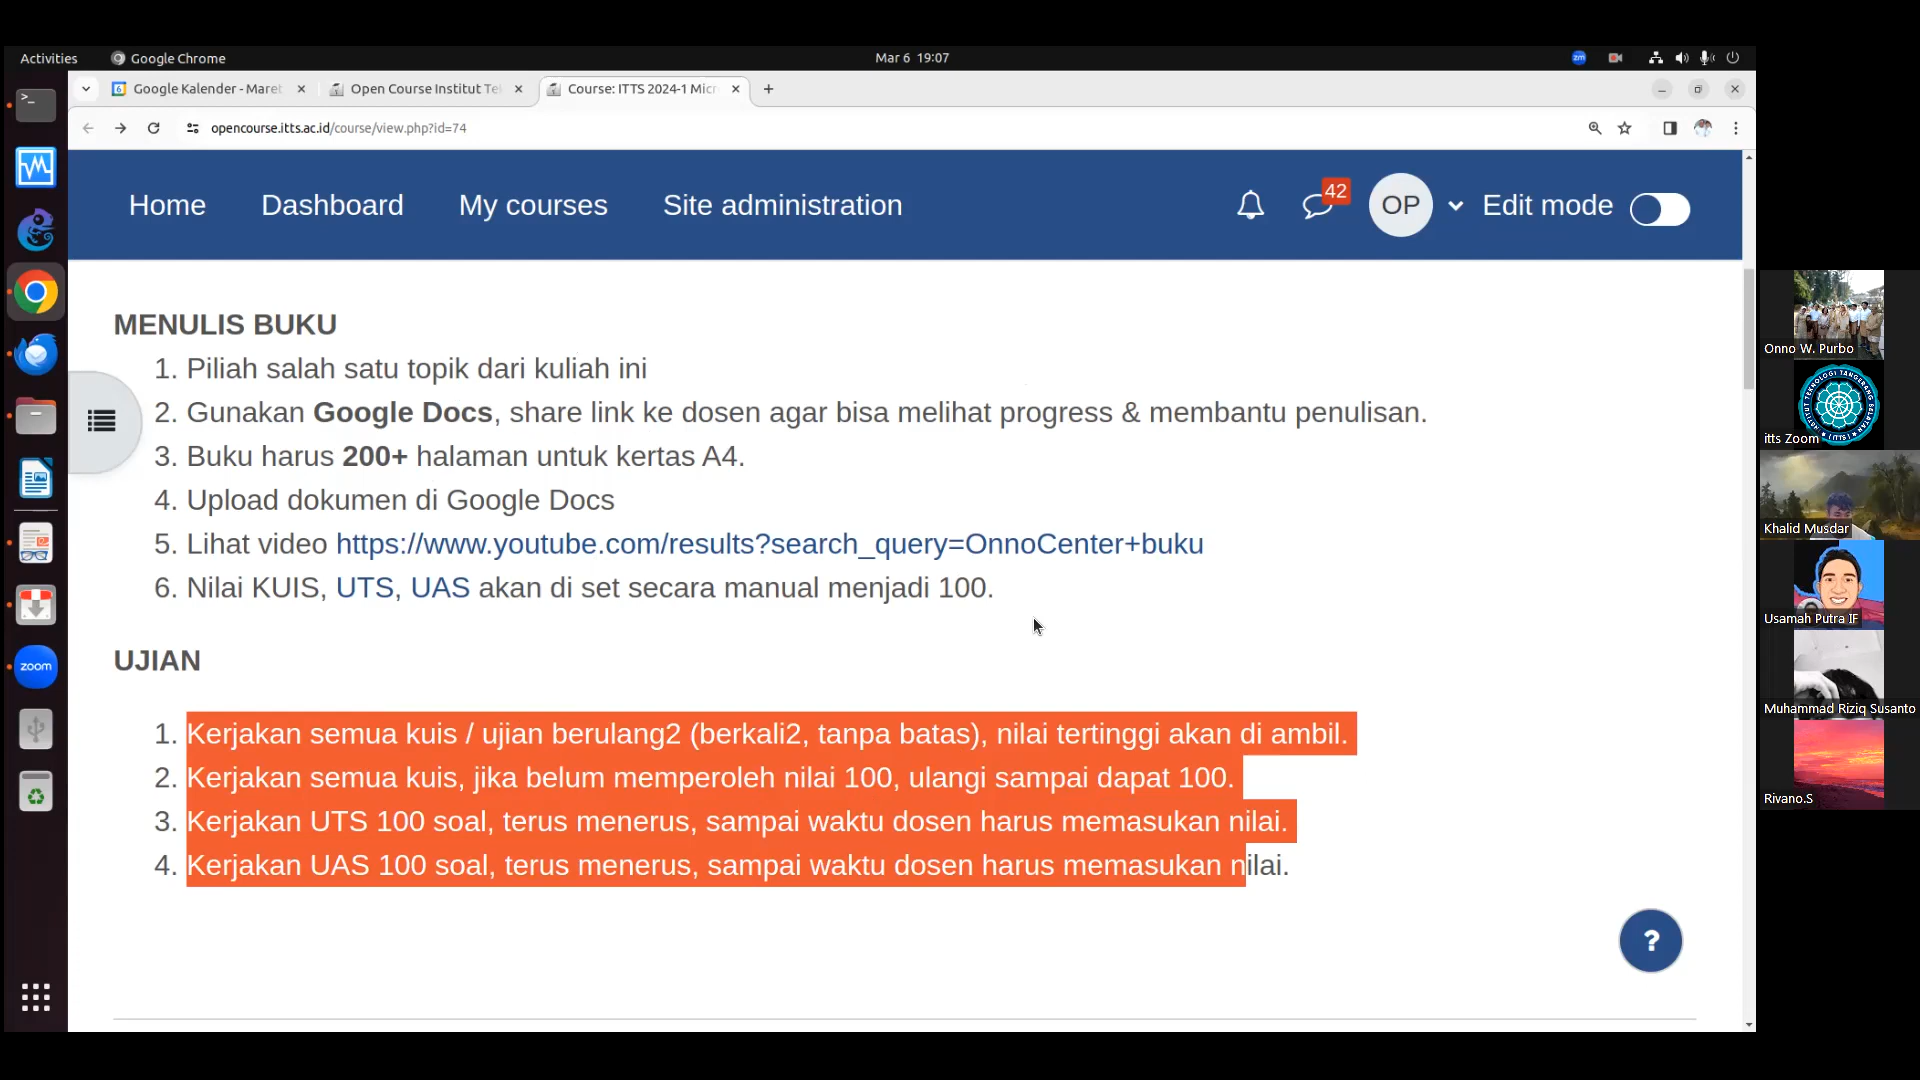 Activities
Google Chrome
Mar 6 19:07
zm
Google Kalender - Maret
Open Course Institut Te
Course: ITTS 2024-1 Micr
opencourse.itts.ac.id/course/view.php?id=74
Home
Dashboard
My courses
Site administration
42
OP
Edit mode
MENULIS BUKU
1. Piliah salah satu topik dari kuliah ini
2. Gunakan Google Docs, share link ke dosen agar bisa melihat progress & membantu penulisan.
3. Buku harus 200+ halaman untuk kertas A4.
4. Upload dokumen di Google Docs
5. Lihat video https://www.youtube.com/results?search_query=OnnoCenter+buku
6. Nilai KUIS, UTS, UAS akan di set secara manual menjadi 100.
UJIAN
1. Kerjakan semua kuis / ujian berulang2 (berkali2, tanpa batas), nilai tertinggi akan di ambil.
2. Kerjakan semua kuis, jika belum memperoleh nilai 100, ulangi sampai dapat 100.
3. Kerjakan UTS 100 soal, terus menerus, sampai waktu dosen harus memasukan nilai.
4. Kerjakan UAS 100 soal, terus menerus, sampai waktu dosen harus memasukan nilai.
?
zoom
Onno W. Purbo
INSTITUT TEKNOLOGI TANGERANG SELATAN
(ITTS)
itts Zoom
Khalid Musdar
Usamah Putra IF
Muhammad Riziq Susanto
Rivano.S